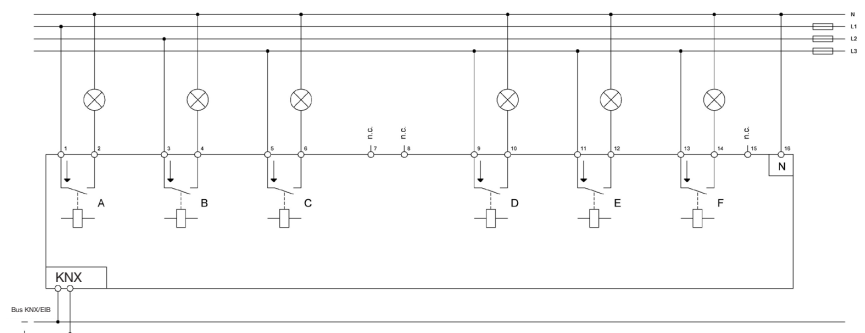 N
L1
L2
L3
n.c.
n.c.
n.c.
1 2 3 4 5 6 7 8 9 10 11 12 13 14 15 16
N
A B C D E F
KNX
Bus KNX/EIB